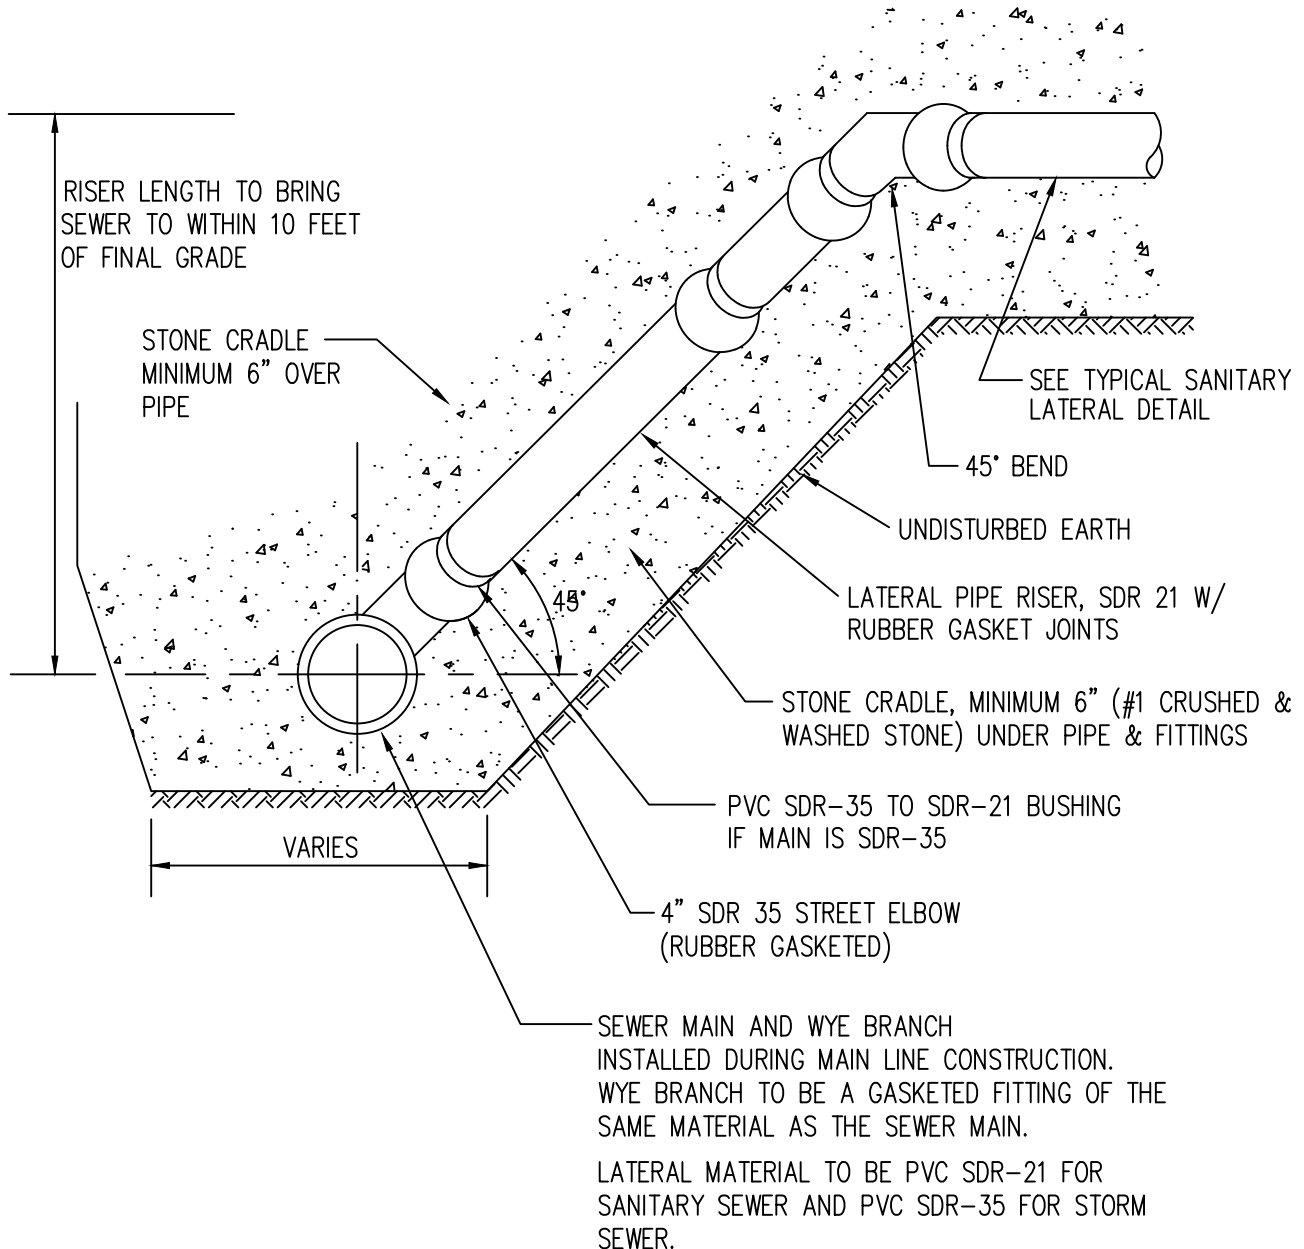 RISER LENGTH TO BRING
SEWER TO WITHIN 10 FEET
OF FINAL GRADE
STONE CRADLE
MINIMUM 6” OVER
PIPE
SEE TYPICAL SANITARY
LATERAL DETAIL
45° BEND
UNDISTURBED EARTH
45°
LATERAL PIPE RISER, SDR 21 W/
RUBBER GASKET JOINTS
STONE CRADLE, MINIMUM 6” (#1 CRUSHED &
WASHED STONE) UNDER PIPE & FITTINGS
PVC SDR-35 TO SDR-21 BUSHING
IF MAIN IS SDR-35
VARIES
4” SDR 35 STREET ELBOW
(RUBBER GASKETED)
SEWER MAIN AND WYE BRANCH
INSTALLED DURING MAIN LINE CONSTRUCTION.
WYE BRANCH TO BE A GASKETED FITTING OF THE
SAME MATERIAL AS THE SEWER MAIN.
LATERAL MATERIAL TO BE PVC SDR-21 FOR
SANITARY SEWER AND PVC SDR-35 FOR STORM
SEWER.